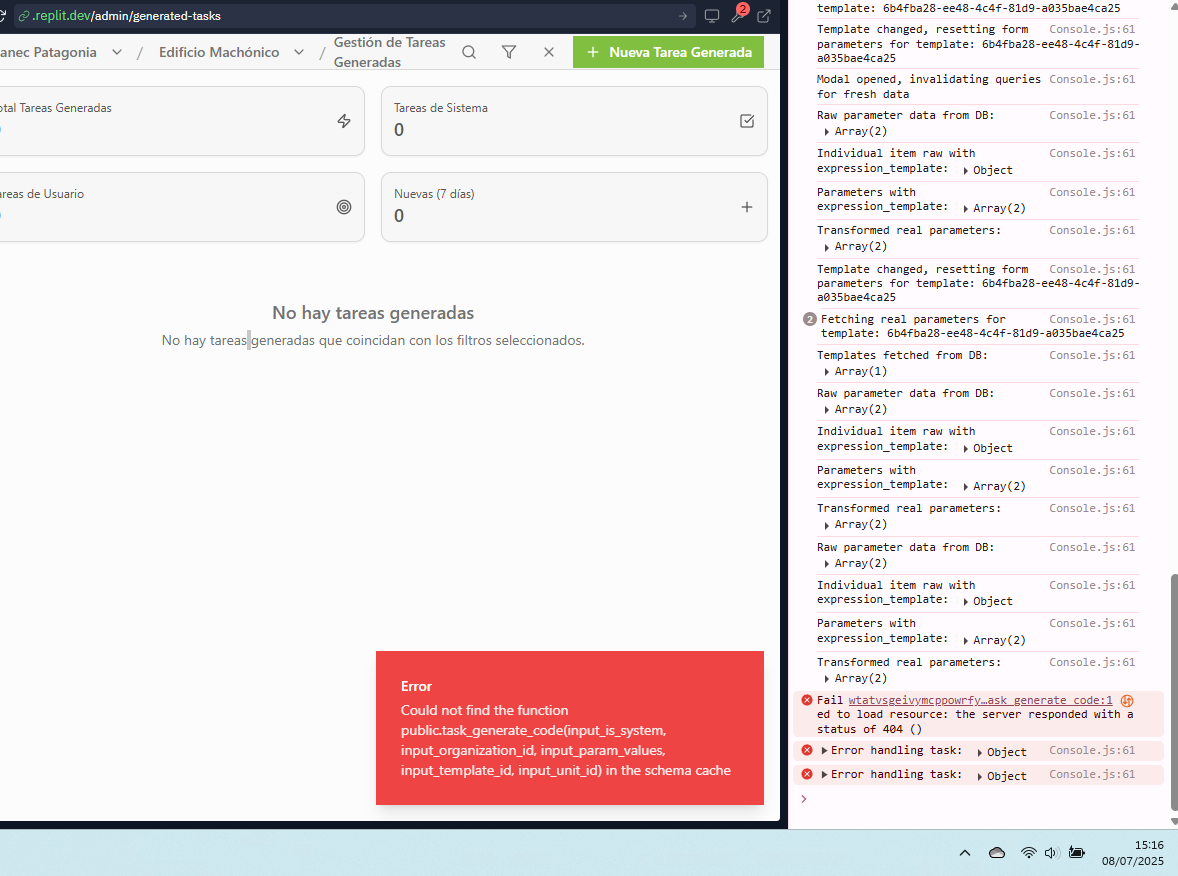 .replit.dev/admin/generated-tasks
2
anec Patagonia / Edificio Machónico / Gestión de Tareas Generadas
Nueva Tarea Generada
otal Tareas Generadas
Tareas de Sistema
0
areas de Usuario
Nuevas (7 días)
0
No hay tareas generadas
No hay tareas generadas que coincidan con los filtros seleccionados.
Error
Could not find the function
public.task_generate_code(input_is_system,
input_organization_id, input_param_values,
input_template_id, input_unit_id) in the schema cache
template: 6b4fba28-ee48-4c4f-81d9-a035bae4ca25
Template changed, resetting form Console.js:61
parameters for template: 6b4fba28-ee48-4c4f-81d9-
a035bae4ca25
Modal opened, invalidating queries Console.js:61
for fresh data
Raw parameter data from DB: Console.js:61
Array(2)
Individual item raw with Console.js:61
expression_template: Object
Parameters with Console.js:61
expression_template: Array(2)
Transformed real parameters: Console.js:61
Array(2)
Template changed, resetting form Console.js:61
parameters for template: 6b4fba28-ee48-4c4f-81d9-
a035bae4ca25
2 Fetching real parameters for Console.js:61
template: 6b4fba28-ee48-4c4f-81d9-a035bae4ca25
Templates fetched from DB: Console.js:61
Array(1)
Raw parameter data from DB: Console.js:61
Array(2)
Individual item raw with Console.js:61
expression_template: Object
Parameters with Console.js:61
expression_template: Array(2)
Transformed real parameters: Console.js:61
Array(2)
Raw parameter data from DB: Console.js:61
Array(2)
Individual item raw with Console.js:61
expression_template: Object
Parameters with Console.js:61
expression_template: Array(2)
Transformed real parameters: Console.js:61
Array(2)
Fail wtatvsgeivymcppowrfy…ask_generate_code:1
ed to load resource: the server responded with a
status of 404 ()
Error handling task: Object Console.js:61
Error handling task: Object Console.js:61
15:16
08/07/2025